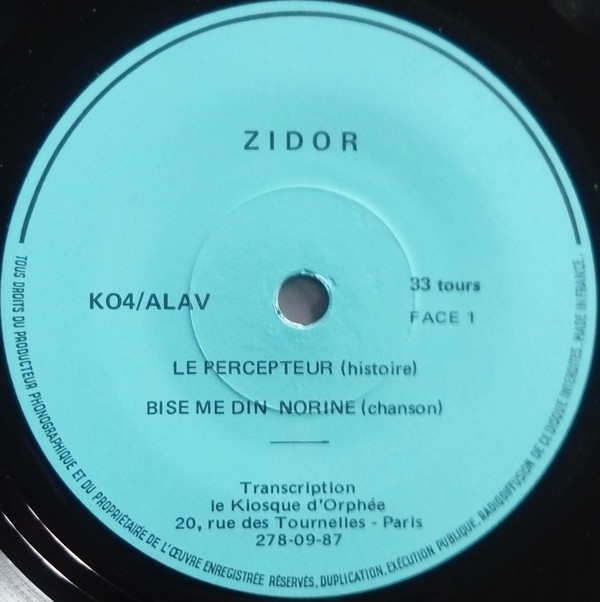 ZIDOR
KO4/ALAV
33 tours
FACE 1
LE PERCEPTEUR (histoire)
BISE ME DIN NORINE (chanson)
Transcription
le Kiosque d'Orphée
20, rue des Tournelles - Paris
278-09-87
TOUS DROITS DU PRODUCTEUR PHONOGRAPHIQUE ET DU PROPRIÉTAIRE DE L'ŒUVRE ENREGISTRÉE RÉSERVÉS, DUPLICATION, EXÉCUTION PUBLIQUE, RADIODIFFUSION DE CE DISQUE INTERDITES. MADE IN FRANCE.